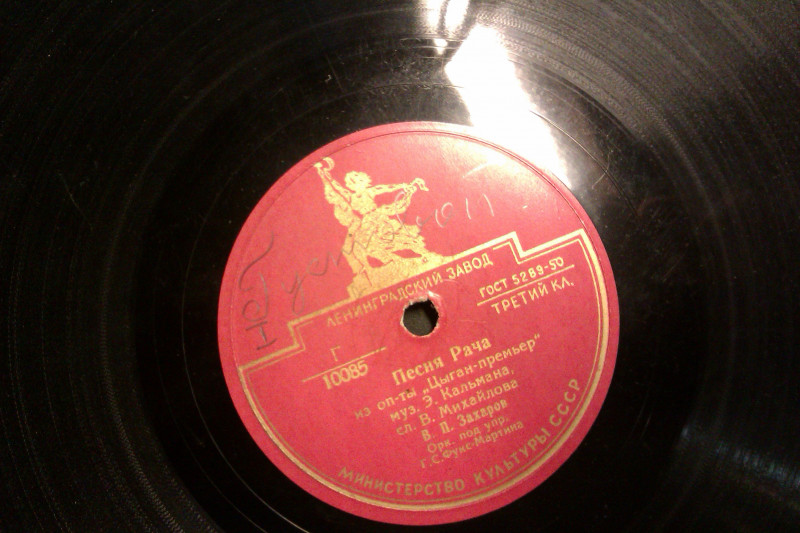 ЛЕНИНГРАДСКИЙ ЗАВОД
ГОСТ 5289-50
ТРЕТИЙ КЛ.
Г
10085
Песня Рача
из оп-ты „Цыган-премьер“
муз. Э. Кальмана,
сл. В. Михайлова
В. П. Захаров
Орк. под упр.
Г. С. Фукс-Мартина
МИНИСТЕРСТВО КУЛЬТУРЫ СССР